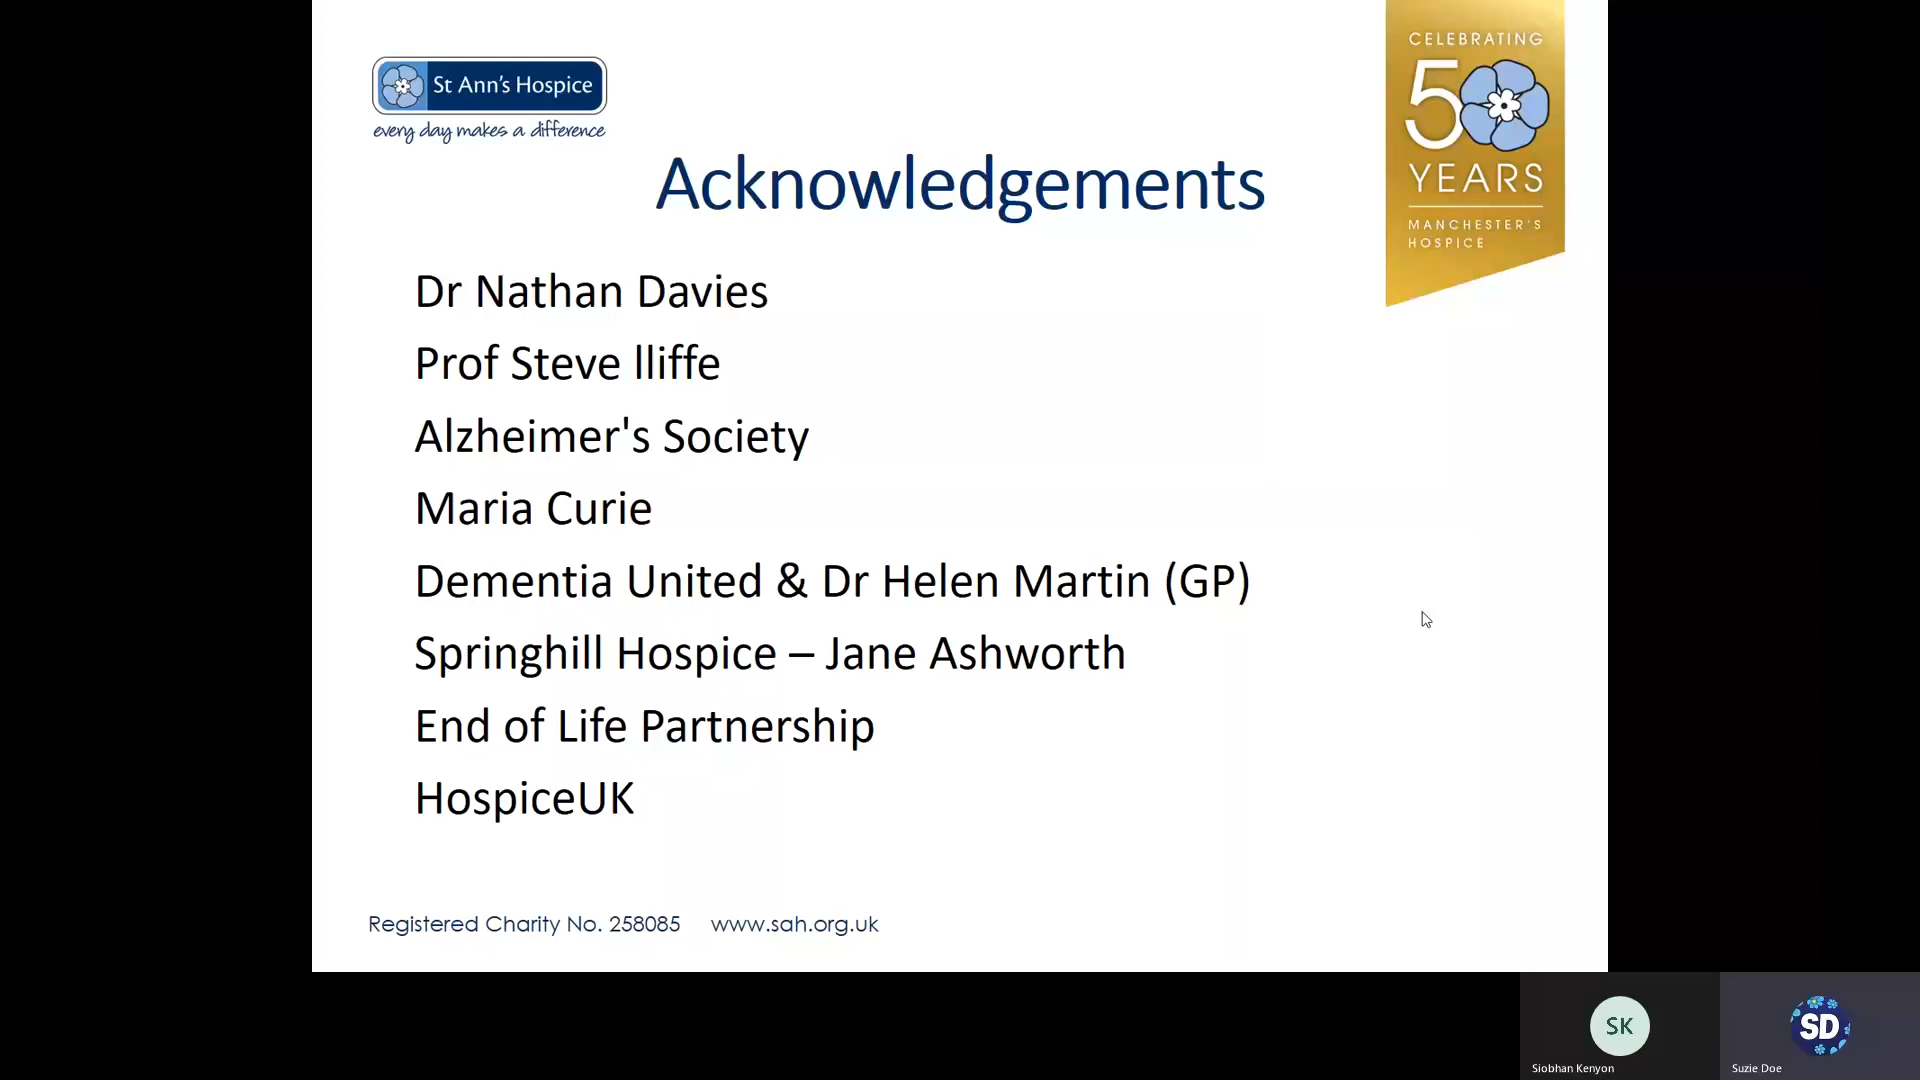 St Ann's Hospice
every day makes a difference
CELEBRATING
50
YEARS
MANCHESTER'S
HOSPICE
Acknowledgements
Dr Nathan Davies
Prof Steve lliffe
Alzheimer's Society
Maria Curie
Dementia United & Dr Helen Martin (GP)
Springhill Hospice – Jane Ashworth
End of Life Partnership
HospiceUK
Registered Charity No. 258085 www.sah.org.uk
SK
Siobhan Kenyon
SD
Suzie Doe